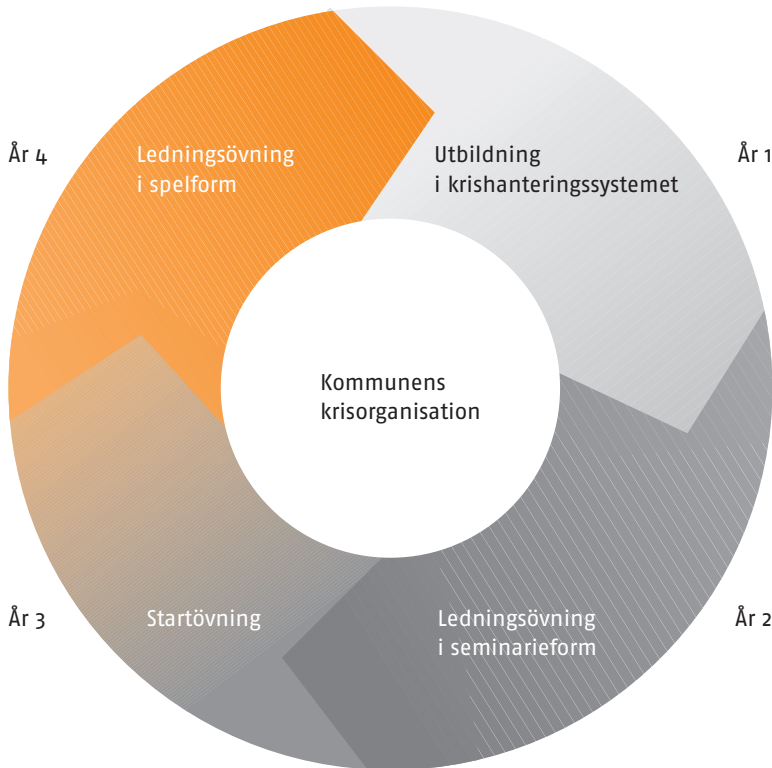 År 4
Ledningsövning
i spelform
Utbildning
i krishanteringssystemet
År 1
Kommunens
krisorganisation
År 3
Startövning
Ledningsövning
i seminarieform
År 2